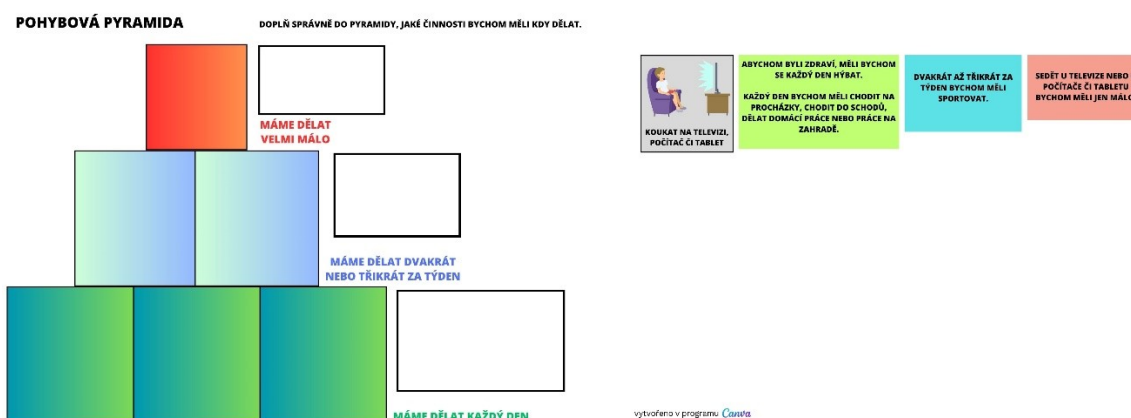 POHYBOVÁ PYRAMIDA
DOPLŇ SPRÁVNĚ DO PYRAMIDY, JAKÉ ČINNOSTI BYCHOM MĚLI KDY DĚLAT.
MÁME DĚLAT
VELMI MÁLO
MÁME DĚLAT DVAKRÁT
NEBO TŘIKRÁT ZA TÝDEN
MÁME DĚLAT KAŽDÝ DEN
KOUKAT NA TELEVIZI,
POČÍTAČ ČI TABLET
ABYCHOM BYLI ZDRAVÍ, MĚLI BYCHOM
SE KAŽDÝ DEN HÝBAT.
KAŽDÝ DEN BYCHOM MĚLI CHODIT NA
PROCHÁZKY, CHODIT DO SCHODŮ,
DĚLAT DOMÁCÍ PRÁCE NEBO PRÁCE NA
ZAHRADĚ.
DVAKRÁT AŽ TŘIKRÁT ZA
TÝDEN BYCHOM MĚLI
SPORTOVAT.
SEDĚT U TELEVIZE NEBO
POČÍTAČE ČI TABLETU
BYCHOM MĚLI JEN MÁLO
vytvořeno v programu Canva